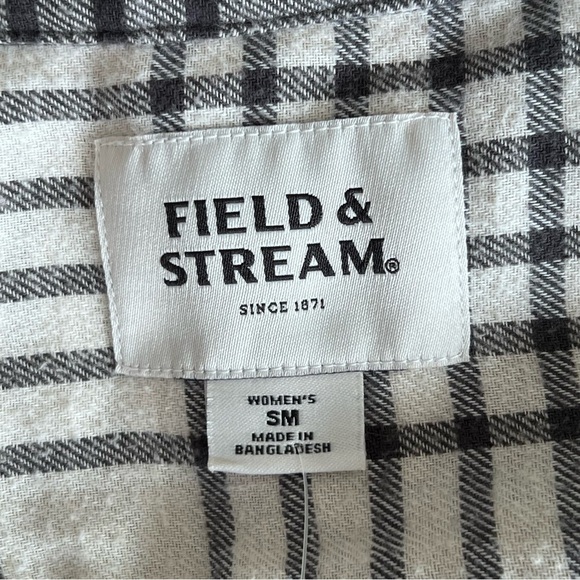 FIELD &
STREAM®
SINCE 1871
WOMEN'S
SM
MADE IN
BANGLADESH